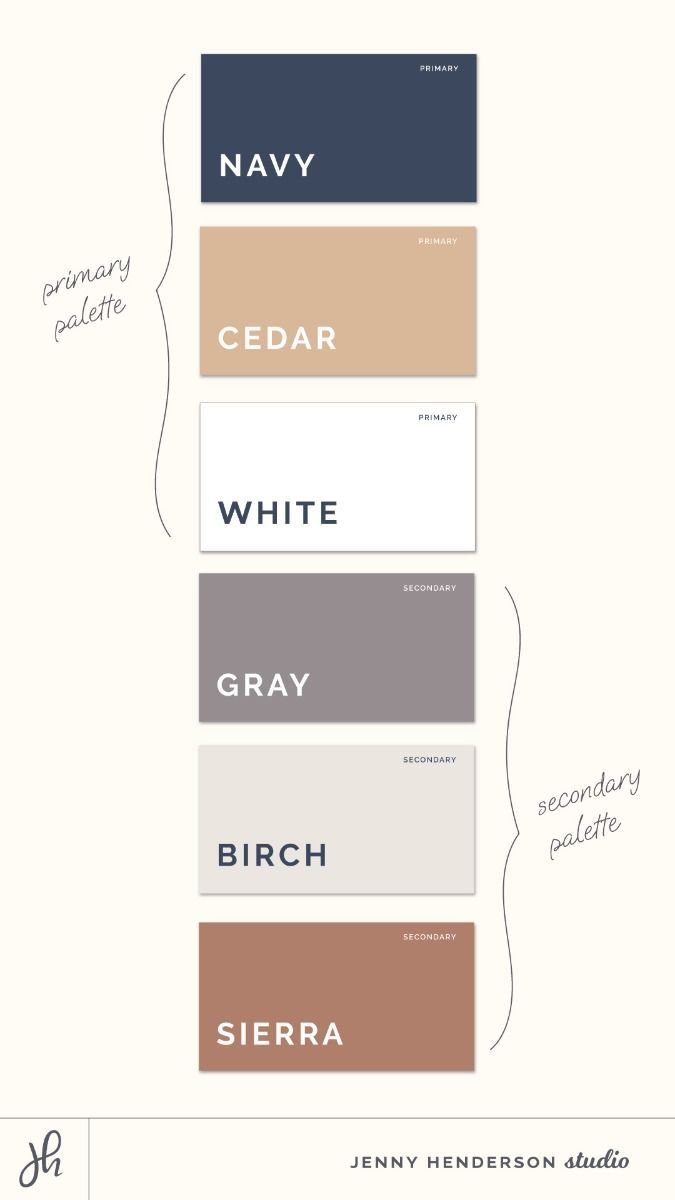 PRIMARY
NAVY
PRIMARY
CEDAR
primary
palette
PRIMARY
WHITE
SECONDARY
GRAY
SECONDARY
BIRCH
secondary
palette
SECONDARY
SIERRA
jh
JENNY HENDERSON studio